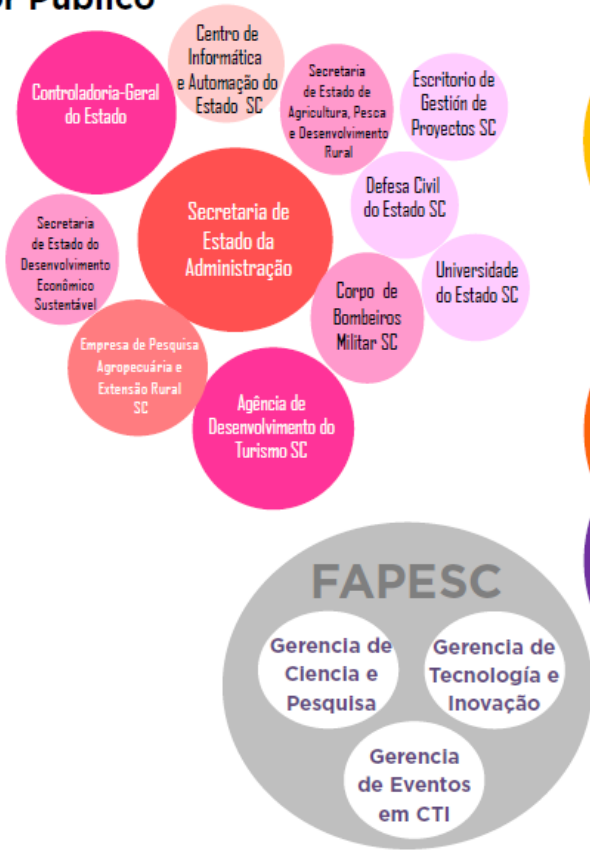 or Público
Centro de
Informática
e Automação do
Estado SC
Controladoria-Geral
do Estado
Secretaria
de Estado de
Agricultura, Pesca
e Desenvolvimento
Rural
Escritorio de
Gestión de
Proyectos SC
Defesa Civil
do Estado SC
Secretaria de
Estado da
Administração
Secretaria
de Estado do
Desenvolvimento
Econômico
Sustentável
Universidade
do Estado SC
Corpo de
Bombeiros
Militar SC
Empresa de Pesquisa
Agropecuária e
Extensão Rural
SC
Agência de
Desenvolvimento do
Turismo SC
FAPESC
Gerencia de
Ciencia e
Pesquisa
Gerencia de
Tecnología e
Inovação
Gerencia
de Eventos
em CTI